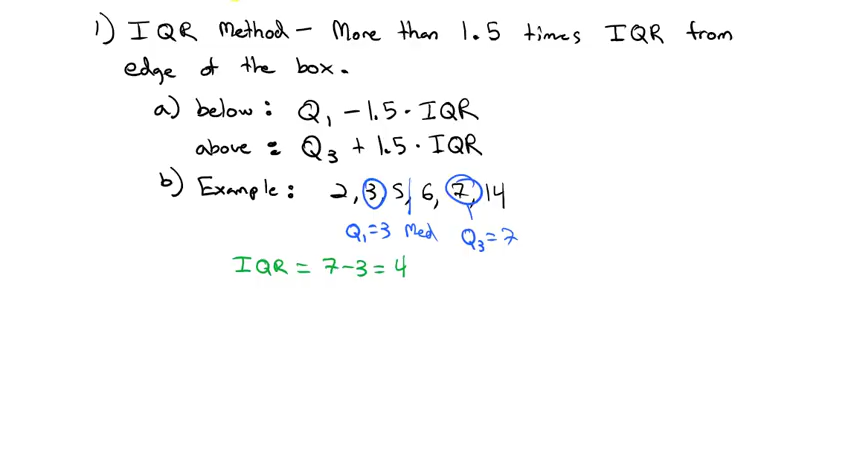 1) IQR Method – More than 1.5 times IQR from
edge of the box.
a) below: Q₁ – 1.5 · IQR
above: Q₃ + 1.5 · IQR
b) Example: 2, 3, 5, 6, 7, 14
Q₁=3 Med Q₃=7
IQR = 7–3 = 4